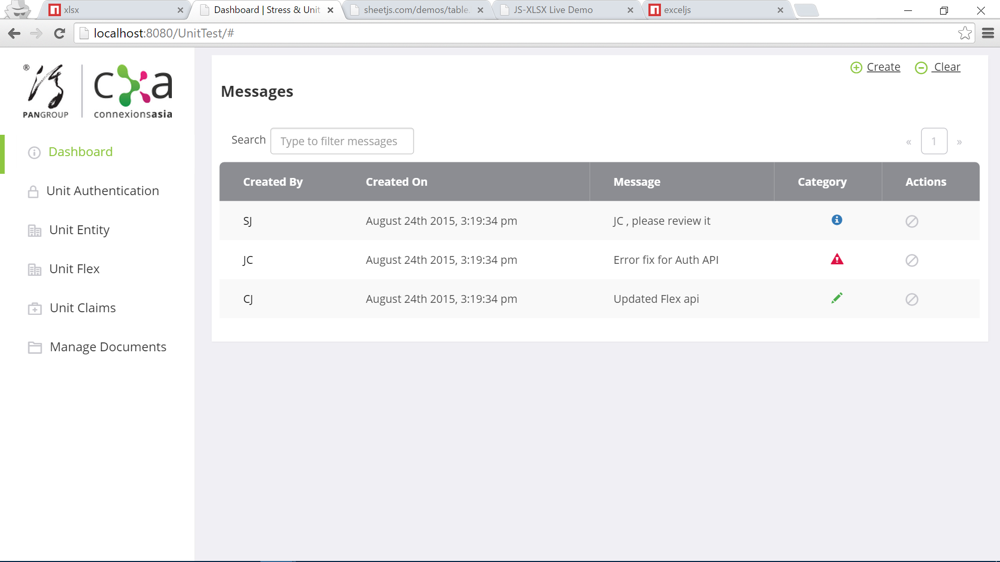 xlsx
Dashboard | Stress & Unit
sheetjs.com/demos/table.
JS-XLSX Live Demo
exceljs
localhost:8080/UnitTest/#
®
PANGROUP
cxa
connexionsasia
Dashboard
Unit Authentication
Unit Entity
Unit Flex
Unit Claims
Manage Documents
Create Clear
Messages
Search Type to filter messages « 1 »
Created By Created On Message Category Actions
SJ August 24th 2015, 3:19:34 pm JC , please review it
JC August 24th 2015, 3:19:34 pm Error fix for Auth API
CJ August 24th 2015, 3:19:34 pm Updated Flex api